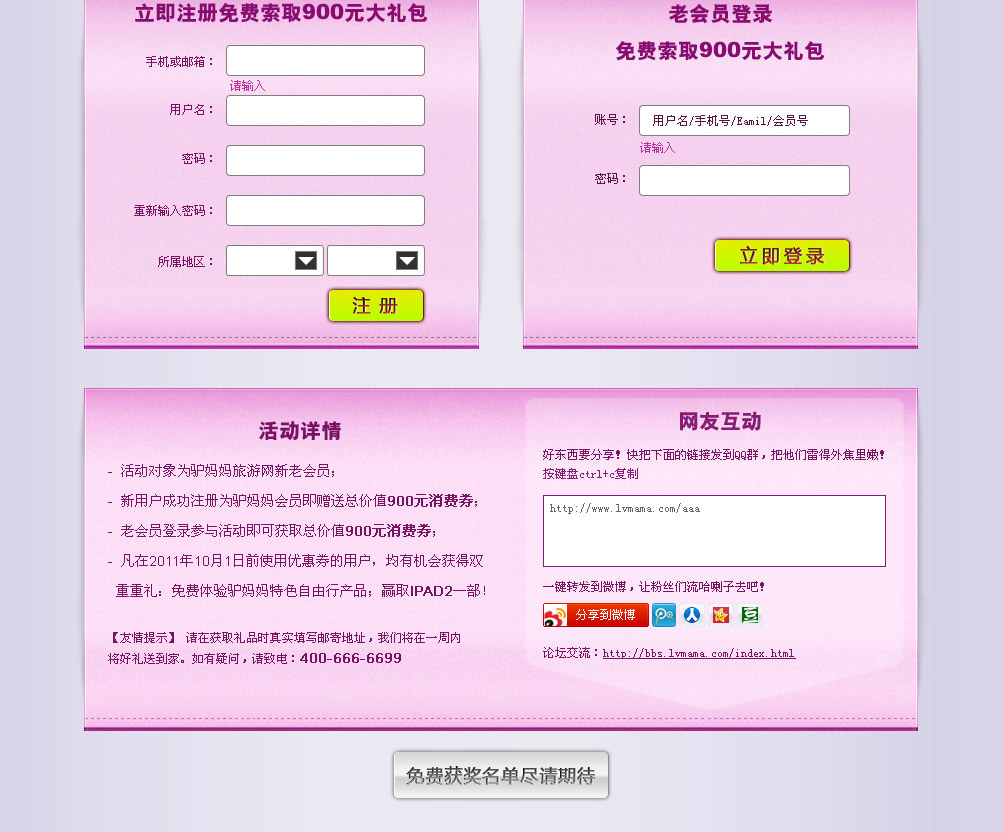 立即注册免费索取900元大礼包
手机或邮箱：
请输入
用户名：
密码：
重新输入密码：
所属地区：
注 册
老会员登录
免费索取900元大礼包
账号：
用户名/手机号/Eamil/会员号
请输入
密码：
立即登录
活动详情
- 活动对象为驴妈妈旅游网新老会员；
- 新用户成功注册为驴妈妈会员即赠送总价值900元消费券；
- 老会员登录参与活动即可获取总价值900元消费券；
- 凡在2011年10月1日前使用优惠券的用户，均有机会获得双
重重礼：免费体验驴妈妈特色自由行产品；赢取IPAD2一部！
【友情提示】 请在获取礼品时真实填写邮寄地址，我们将在一周内
将好礼送到家。如有疑问，请致电：400-666-6699
网友互动
好东西要分享！快把下面的链接发到QQ群，把他们雷得外焦里嫩！
按键盘ctrl+c复制
http://www.lvmama.com/aaa
一键转发到微博，让粉丝们流哈喇子去吧！
分享到微博
论坛交流：http://bbs.lvmama.com/index.html
免费获奖名单尽请期待